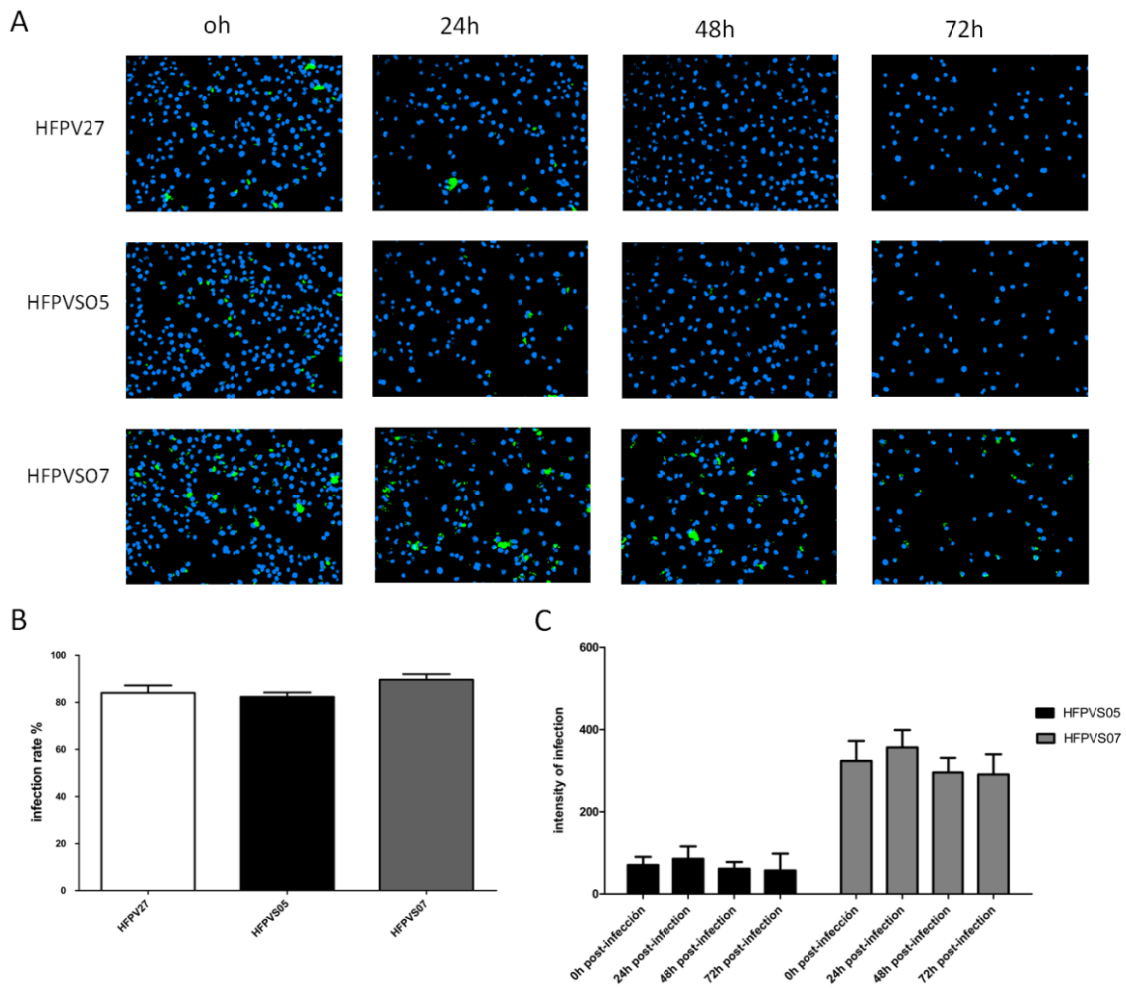 A
oh 24h 48h 72h
HFPV27
HFPVSO5
HFPVSO7
B
infection rate %
100
80
60
40
20
0
HFPV27
HFPVS05
HFPVS07
C
intensity of infection
600
400
200
0
0h post-infección
24h post-infection
48h post-infection
72h post-infection
0h post-infección
24h post-infection
48h post-infection
72h post-infection
HFPVS05
HFPVS07